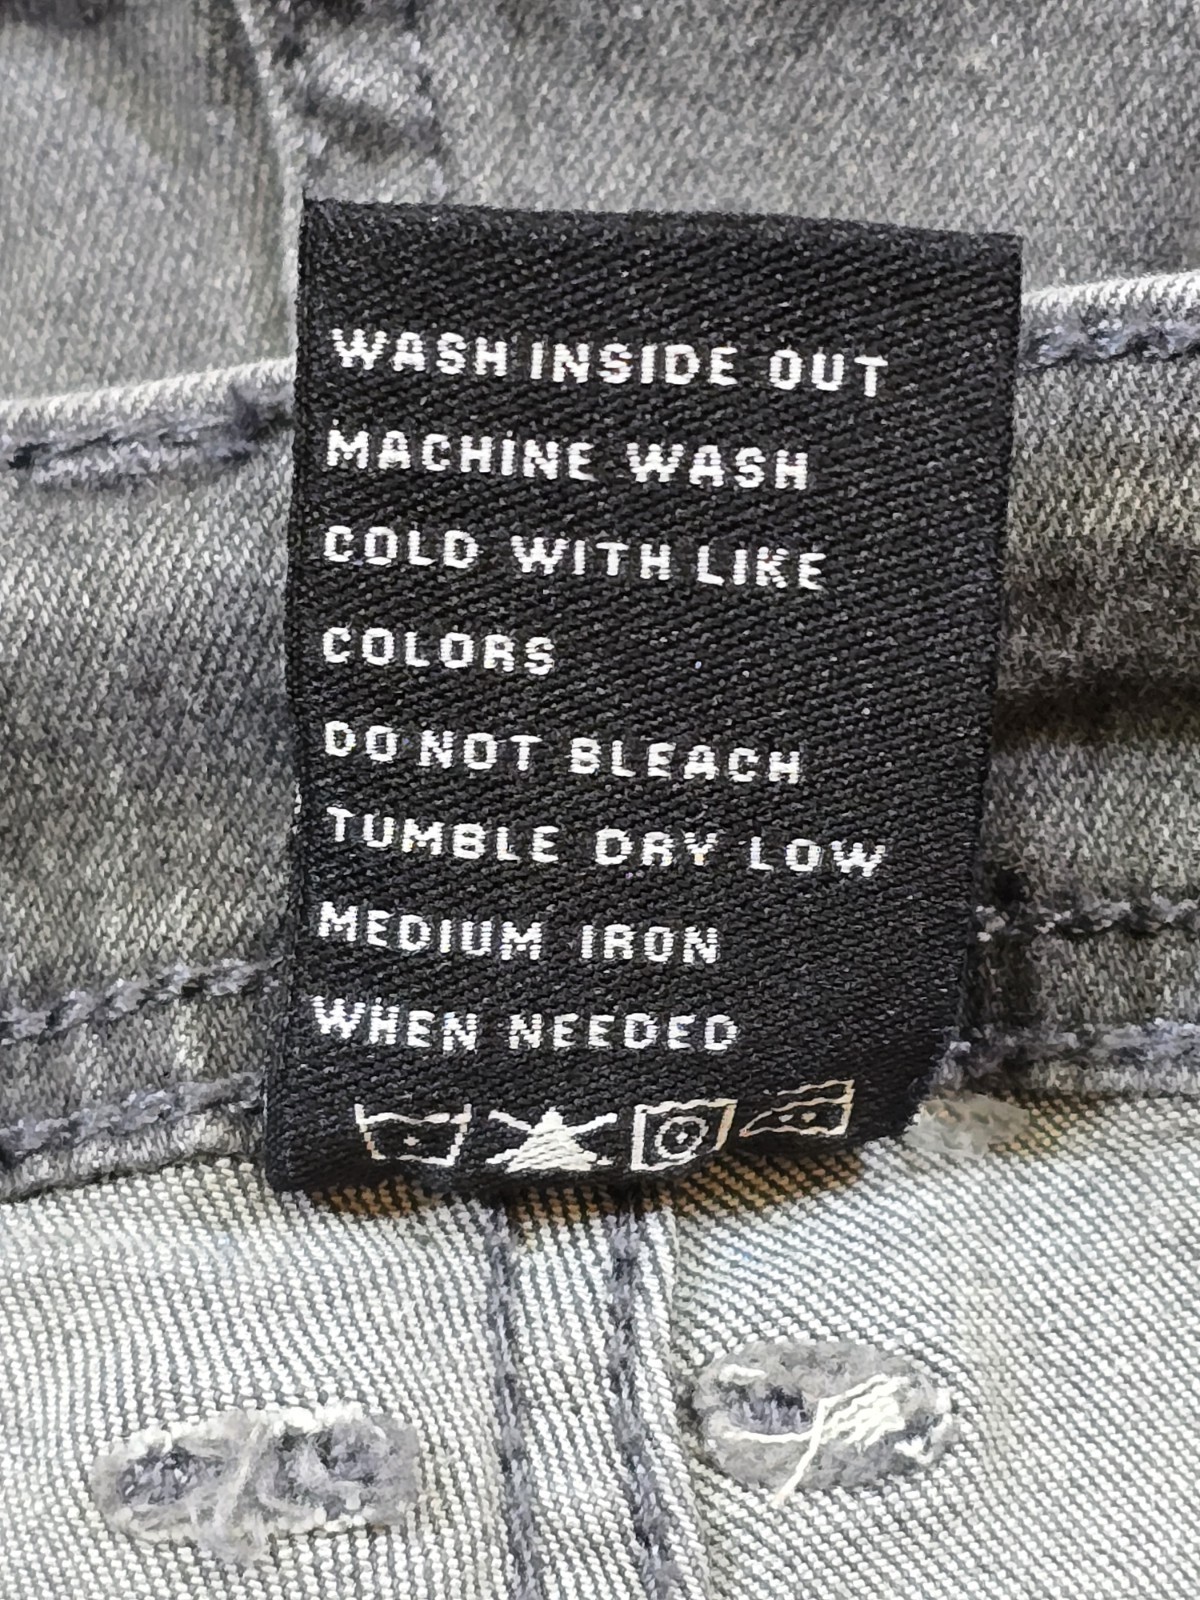 WASH INSIDE OUT
MACHINE WASH
COLD WITH LIKE
COLORS
DO NOT BLEACH
TUMBLE DRY LOW
MEDIUM IRON
WHEN NEEDED